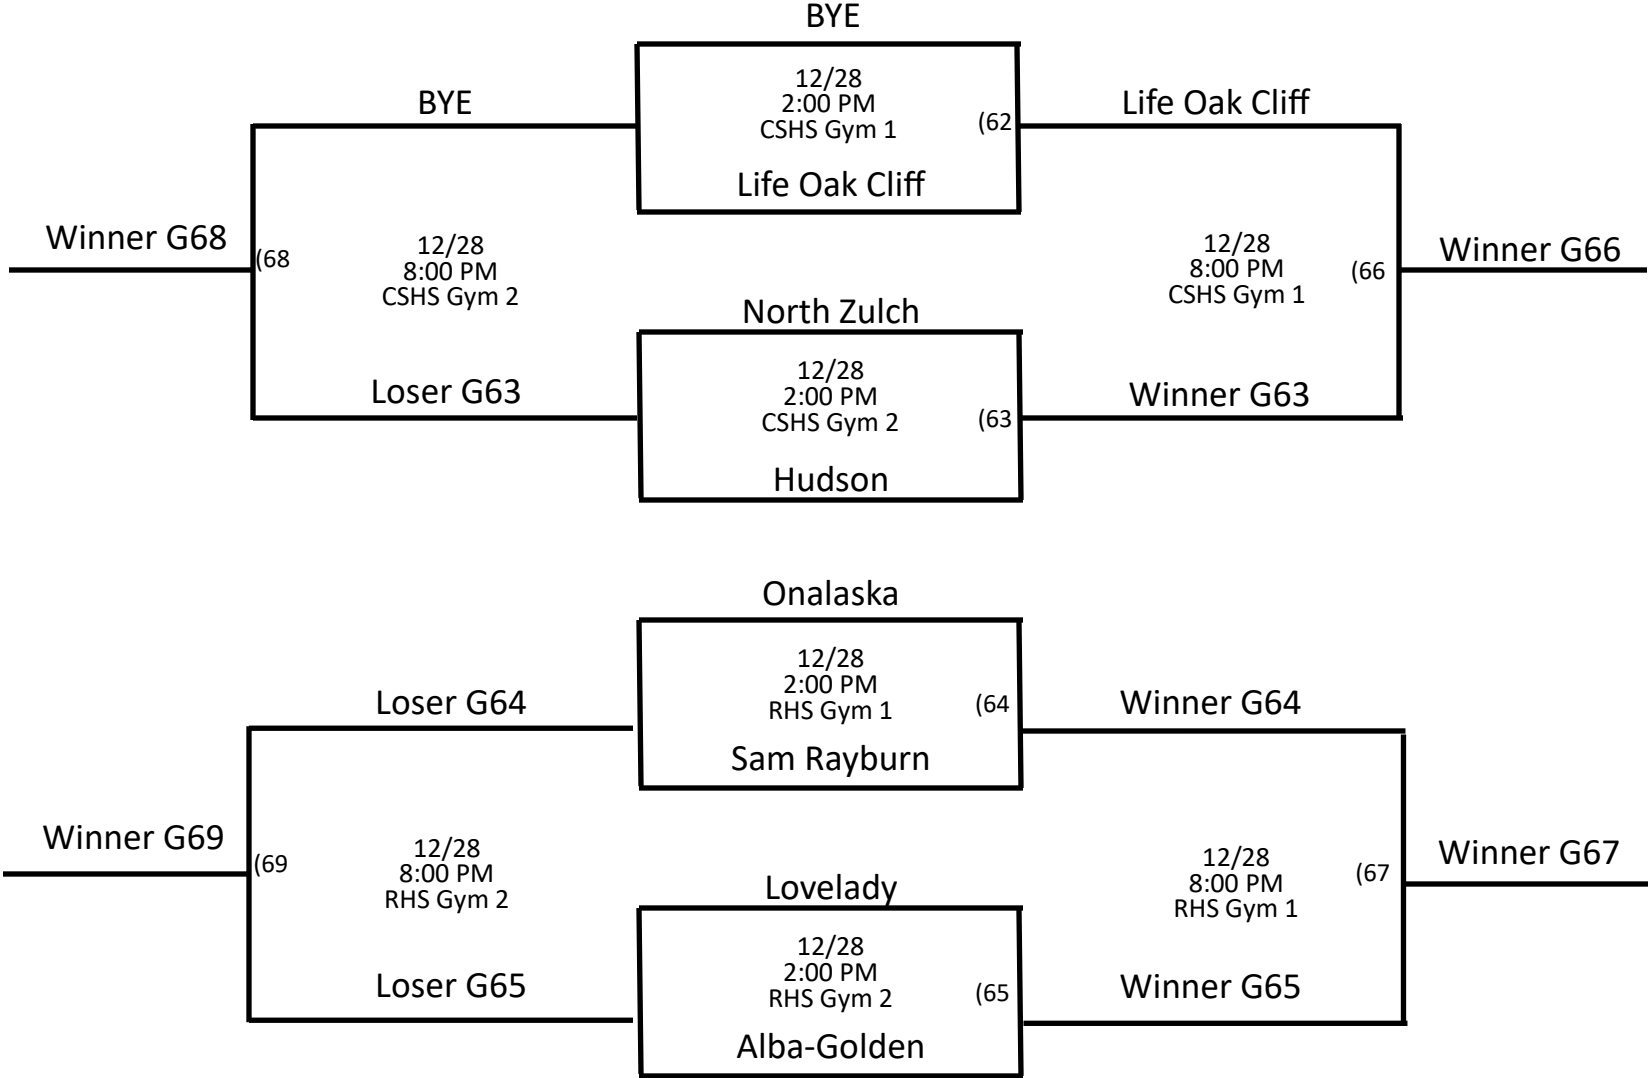 BYE
12/28
2:00 PM
CSHS Gym 1
(62
Life Oak Cliff
BYE
Life Oak Cliff
Winner G68
(68
12/28
8:00 PM
CSHS Gym 2
12/28
8:00 PM
CSHS Gym 1
(66
Winner G66
North Zulch
12/28
2:00 PM
CSHS Gym 2
(63
Hudson
Loser G63
Winner G63
Onalaska
12/28
2:00 PM
RHS Gym 1
(64
Sam Rayburn
Loser G64
Winner G64
Winner G69
(69
12/28
8:00 PM
RHS Gym 2
12/28
8:00 PM
RHS Gym 1
(67
Winner G67
Lovelady
12/28
2:00 PM
RHS Gym 2
(65
Alba-Golden
Loser G65
Winner G65